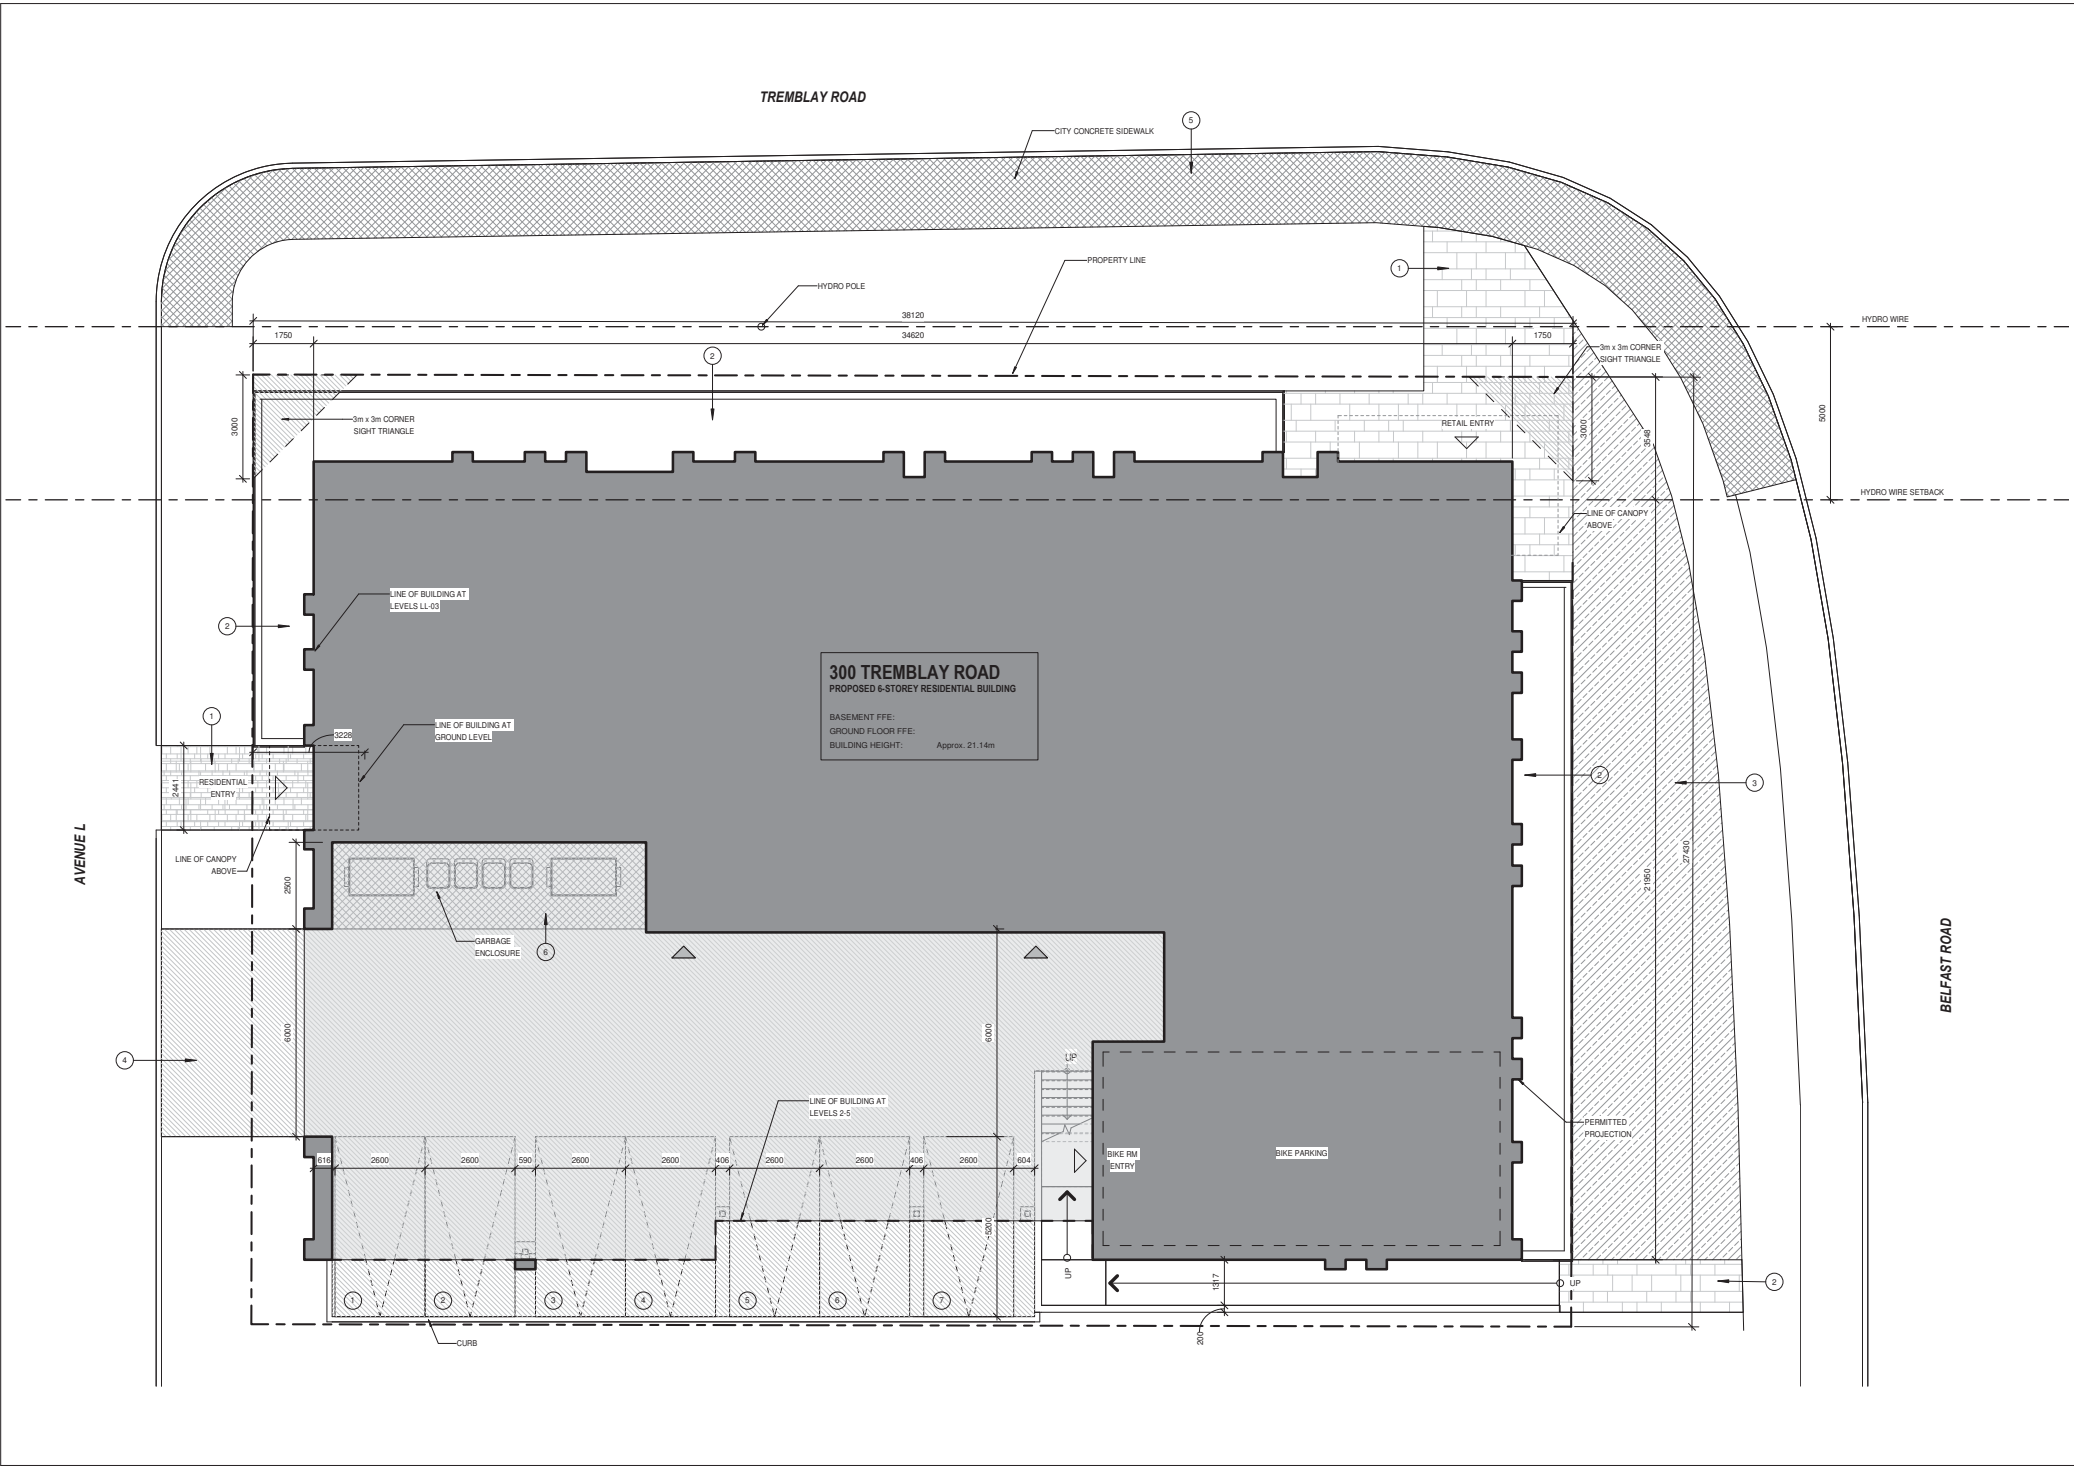 TREMBLAY ROAD
CITY CONCRETE SIDEWALK
5
PROPERTY LINE
1
HYDRO POLE
38120
HYDRO WIRE
1750
34620
1750
2
3m x 3m CORNER
SIGHT TRIANGLE
3000
3m x 3m CORNER
SIGHT TRIANGLE
RETAIL ENTRY
3000
3548
5000
HYDRO WIRE SETBACK
LINE OF CANOPY
ABOVE
LINE OF BUILDING AT
LEVELS LL-03
2
300 TREMBLAY ROAD
PROPOSED 6-STOREY RESIDENTIAL BUILDING
BASEMENT FFE:
GROUND FLOOR FFE:
BUILDING HEIGHT: Approx. 21.14m
1
3228
LINE OF BUILDING AT
GROUND LEVEL
RESIDENTIAL
ENTRY
2441
2
3
AVENUE L
LINE OF CANOPY
ABOVE
2500
27430
21950
GARBAGE
ENCLOSURE
6
BELFAST ROAD
4
6000
6000
UP
LINE OF BUILDING AT
LEVELS 2-5
PERMITTED
PROJECTION
BIKE RM
ENTRY
BIKE PARKING
616
2600
2600
590
2600
2600
406
2600
2600
406
2600
604
5200
UP
1317
UP
2
1
2
3
4
5
6
7
200
CURB